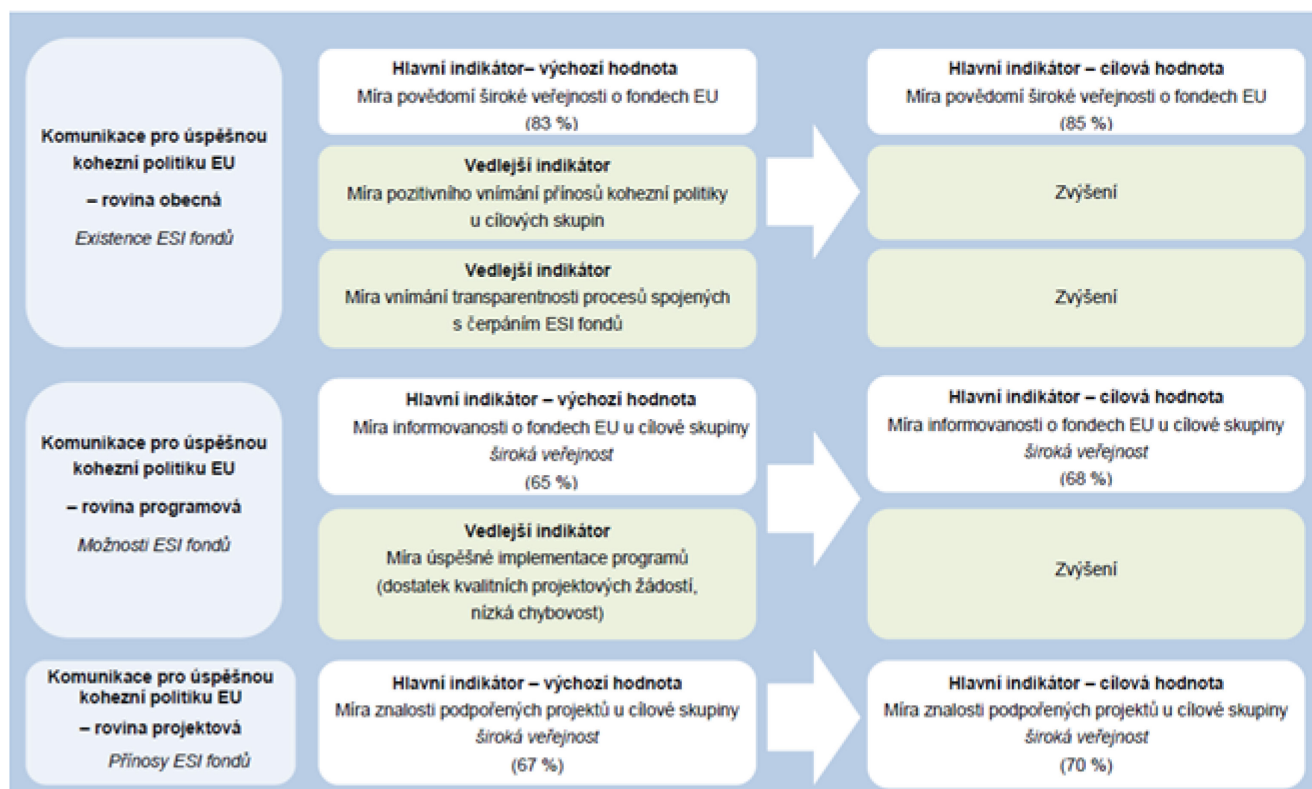 Komunikace pro úspěšnou
kohezní politiku EU
– rovina obecná
Existence ESI fondů
Hlavní indikátor– výchozí hodnota
Míra povědomí široké veřejnosti o fondech EU
(83 %)
Vedlejší indikátor
Míra pozitivního vnímání přínosů kohezní politiky
u cílových skupin
Vedlejší indikátor
Míra vnímání transparentnosti procesů spojených
s čerpáním ESI fondů
Hlavní indikátor – cílová hodnota
Míra povědomí široké veřejnosti o fondech EU
(85 %)
Zvýšení
Zvýšení
Komunikace pro úspěšnou
kohezní politiku EU
– rovina programová
Možnosti ESI fondů
Hlavní indikátor – výchozí hodnota
Míra informovanosti o fondech EU u cílové skupiny
široká veřejnost
(65 %)
Vedlejší indikátor
Míra úspěšné implementace programů
(dostatek kvalitních projektových žádostí,
nízká chybovost)
Hlavní indikátor – cílová hodnota
Míra informovanosti o fondech EU u cílové skupiny
široká veřejnost
(68 %)
Zvýšení
Komunikace pro úspěšnou
kohezní politiku EU
– rovina projektová
Přínosy ESI fondů
Hlavní indikátor – výchozí hodnota
Míra znalosti podpořených projektů u cílové skupiny
široká veřejnost
(67 %)
Hlavní indikátor – cílová hodnota
Míra znalosti podpořených projektů u cílové skupiny
široká veřejnost
(70 %)